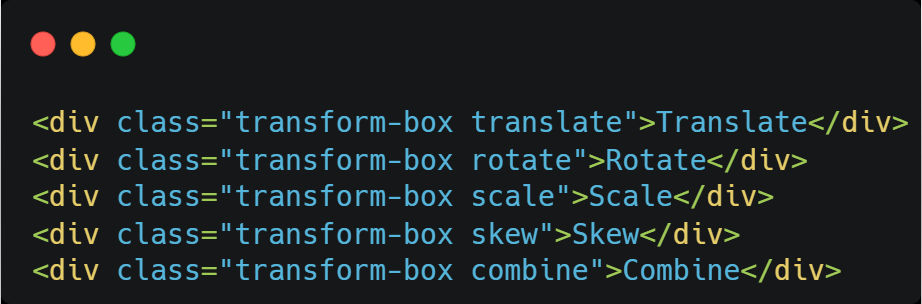 <div class="transform-box translate">Translate</div>
<div class="transform-box rotate">Rotate</div>
<div class="transform-box scale">Scale</div>
<div class="transform-box skew">Skew</div>
<div class="transform-box combine">Combine</div>